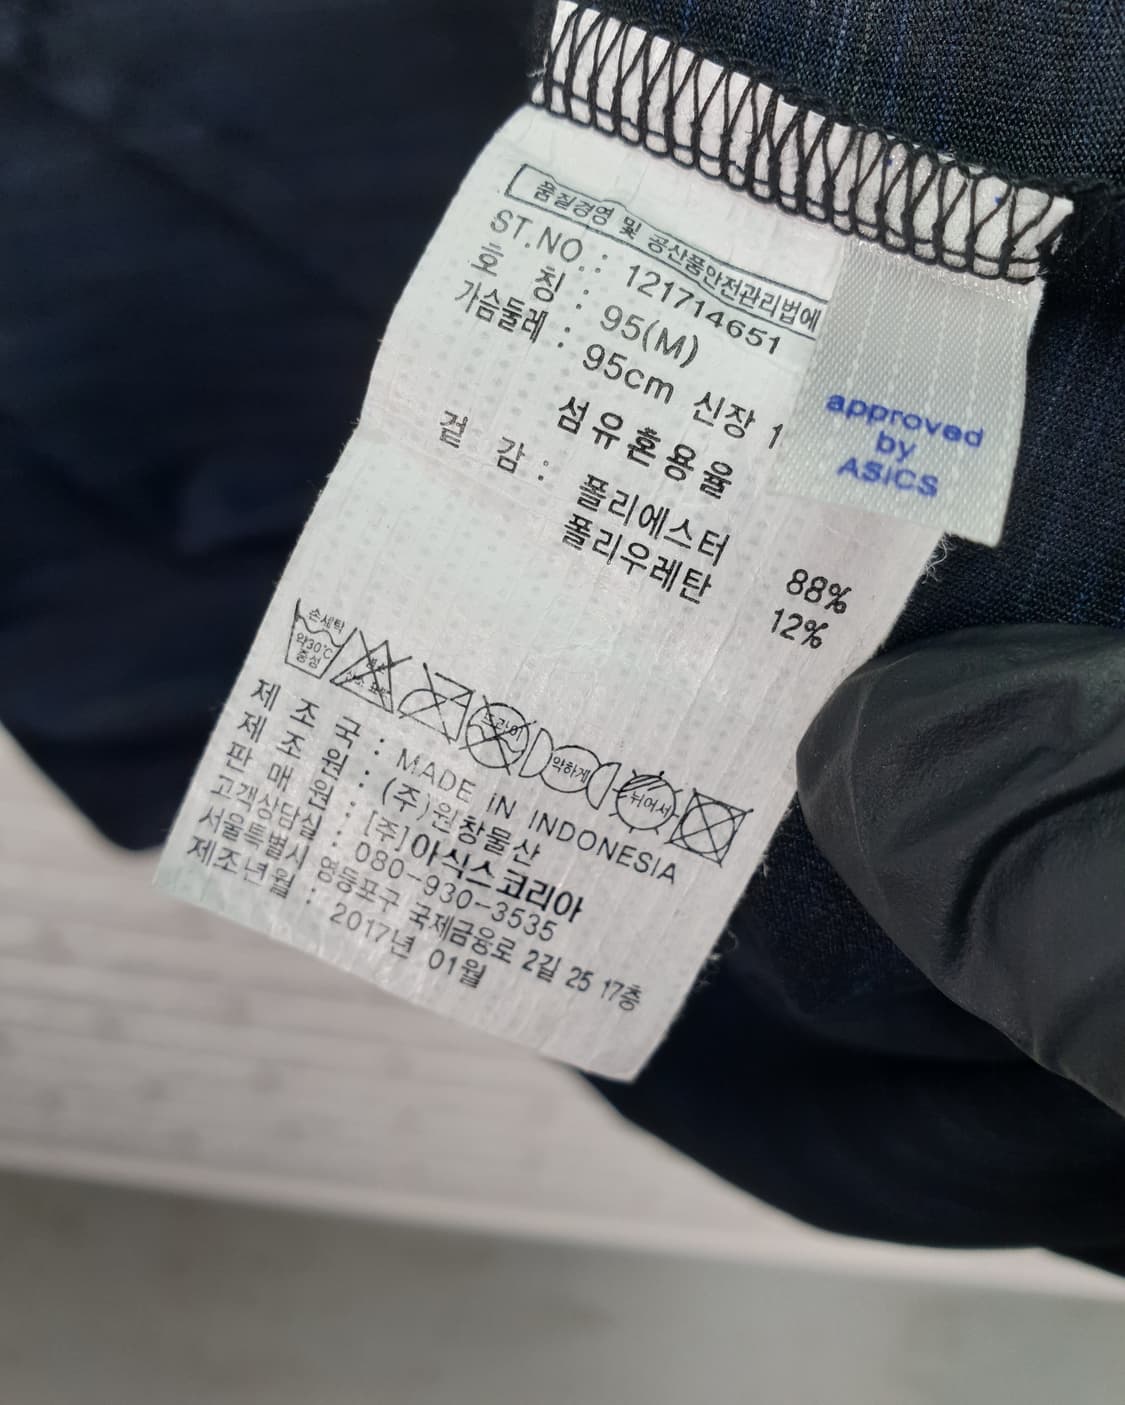 품질경영 및 공산품안전관리법에
ST.NO : 121714651
호 칭 : 95(M)
가슴둘레 : 95cm 신장 1
섬유혼용율
겉 감 : 폴리에스터 88%
폴리우레탄 12%
approved
by
ASICS
손세탁
약30℃
중성
드라이
약하게
뉘어서
제 조 국 : MADE IN INDONESIA
제 조 원 : (주)원창물산
판 매 원 : [주]아식스코리아
고객상담실 : 080-930-3535
서울특별시 영등포구 국제금융로 2길 25 17층
제조년월 : 2017년 01월